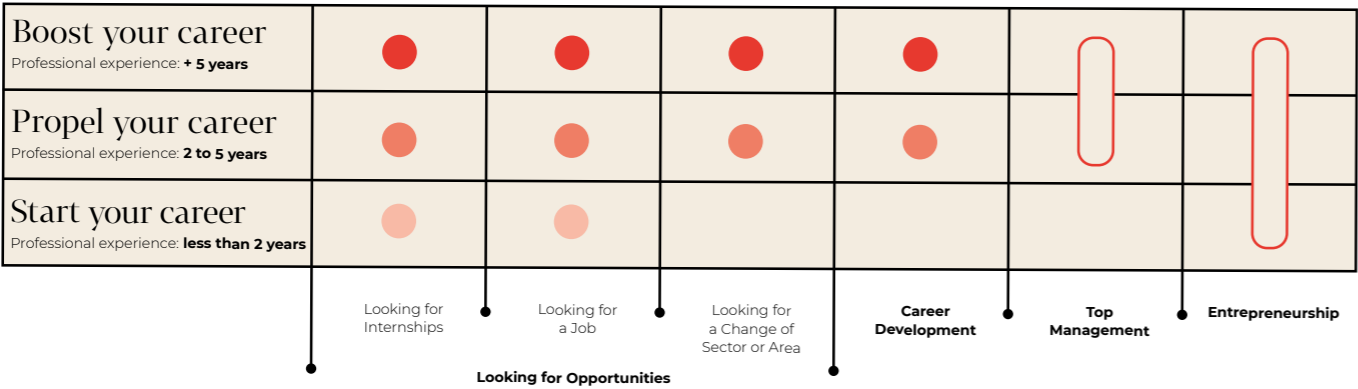 Boost your career
Professional experience: + 5 years
Propel your career
Professional experience: 2 to 5 years
Start your career
Professional experience: less than 2 years
Looking for
Internships
Looking for
a Job
Looking for
a Change of
Sector or Area
Career
Development
Top
Management
Entrepreneurship
Looking for Opportunities